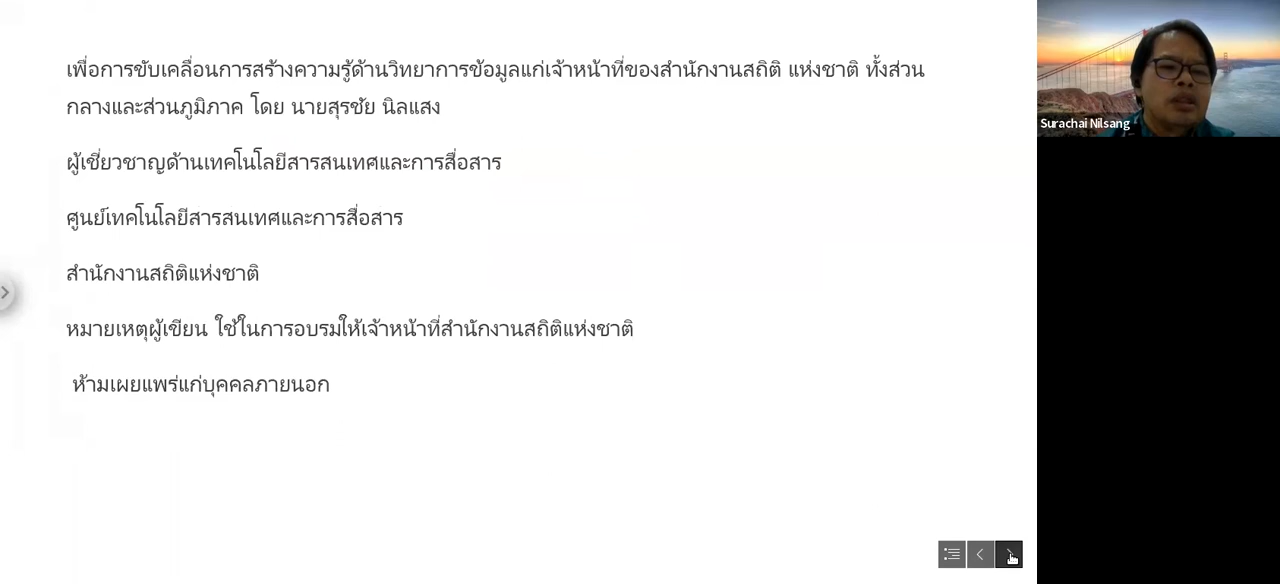 เพื่อการขับเคลื่อนการสร้างความรู้ด้านวิทยาการข้อมูลแก่เจ้าหน้าที่ของสำนักงานสถิติ แห่งชาติ ทั้งส่วน
กลางและส่วนภูมิภาค โดย นายสุรชัย นิลแสง
ผู้เชี่ยวชาญด้านเทคโนโลยีสารสนเทศและการสื่อสาร
ศูนย์เทคโนโลยีสารสนเทศและการสื่อสาร
สำนักงานสถิติแห่งชาติ
หมายเหตุผู้เขียน ใช้ในการอบรมให้เจ้าหน้าที่สำนักงานสถิติแห่งชาติ
ห้ามเผยแพร่แก่บุคคลภายนอก
Surachai Nilsang